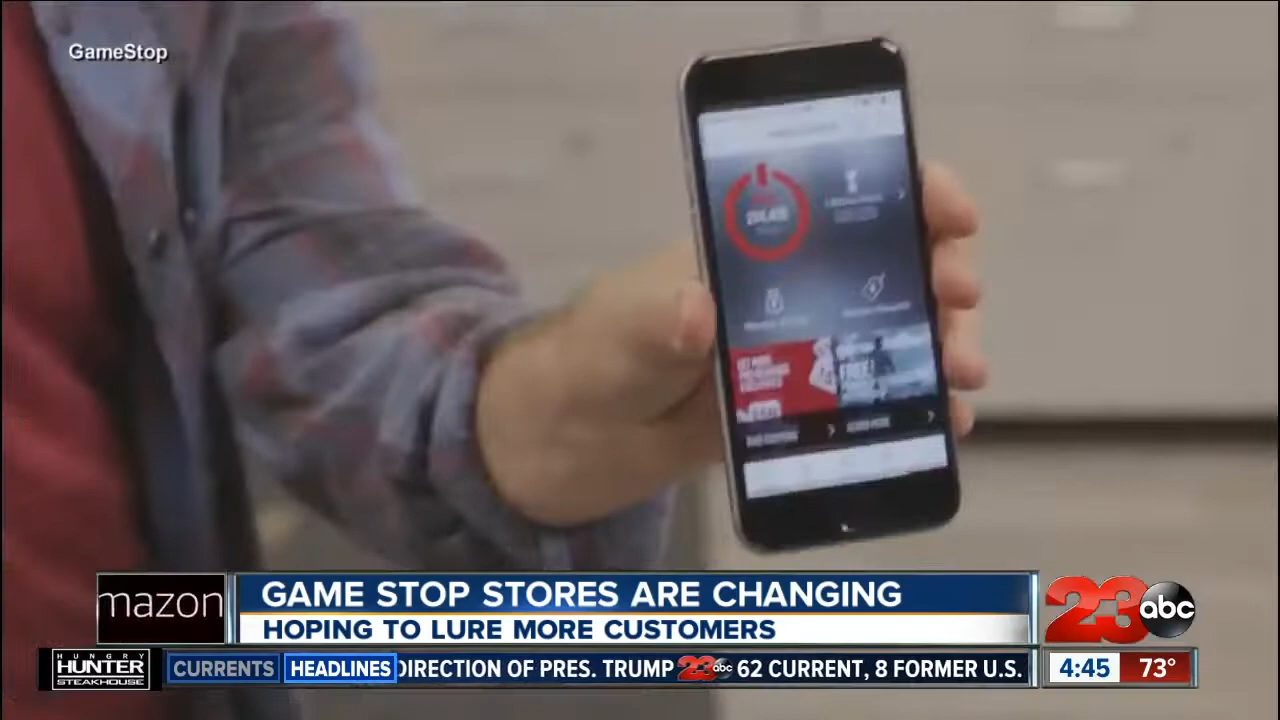 GameStop
FREE!
mazon
GAME STOP STORES ARE CHANGING
HOPING TO LURE MORE CUSTOMERS
23 abc
HUNGRY
HUNTER
STEAKHOUSE
CURRENTS
HEADLINES
DIRECTION OF PRES. TRUMP 23 abc 62 CURRENT, 8 FORMER U.S.
4:45
73°